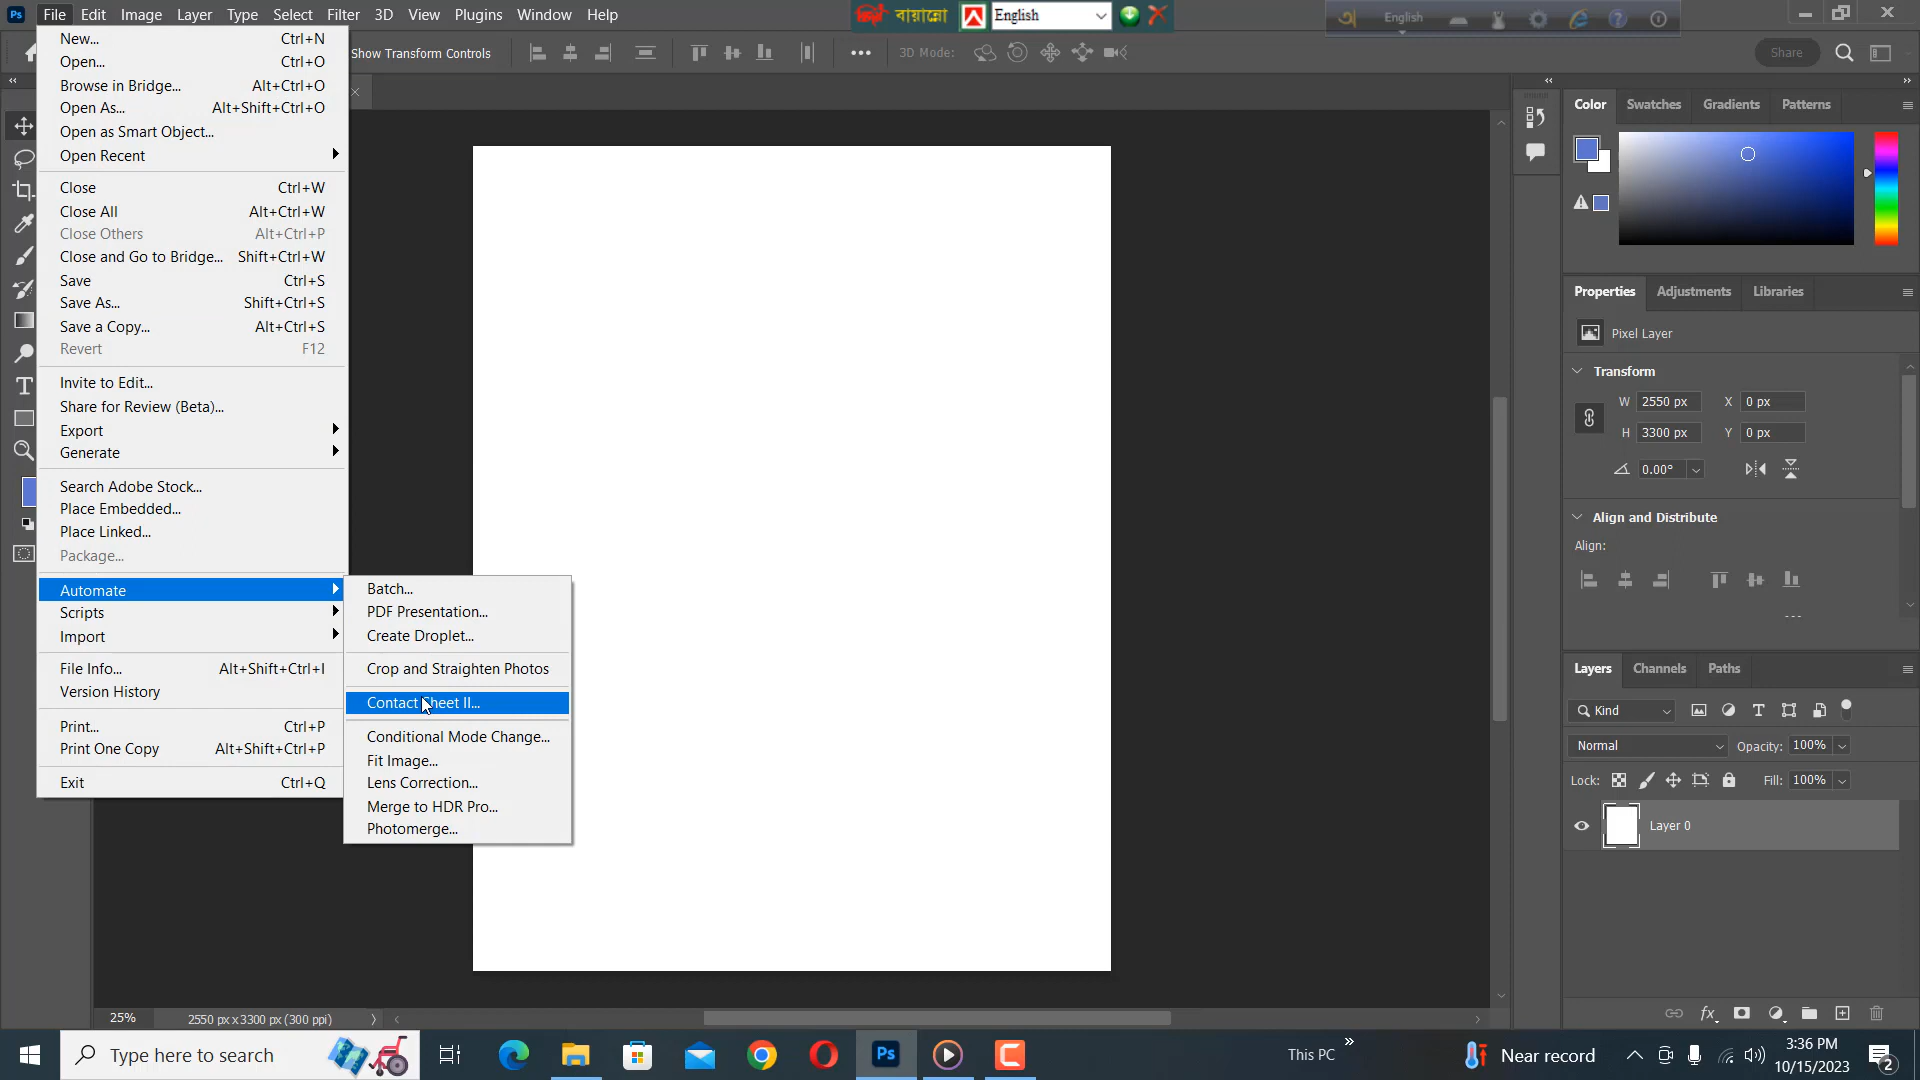 Ps File Edit Image Layer Type Select Filter 3D View Plugins Window Help
বায়ান্নো English
English
Show Transform Controls 3D Mode: Share
New... Ctrl+N
Open... Ctrl+O
Browse in Bridge... Alt+Ctrl+O
Open As... Alt+Shift+Ctrl+O
Open as Smart Object...
Open Recent
Close Ctrl+W
Close All Alt+Ctrl+W
Close Others Alt+Ctrl+P
Close and Go to Bridge... Shift+Ctrl+W
Save Ctrl+S
Save As... Shift+Ctrl+S
Save a Copy... Alt+Ctrl+S
Revert F12
Invite to Edit...
Share for Review (Beta)...
Export
Generate
Search Adobe Stock...
Place Embedded...
Place Linked...
Package...
Automate
Scripts
Import
File Info... Alt+Shift+Ctrl+I
Version History
Print... Ctrl+P
Print One Copy Alt+Shift+Ctrl+P
Exit Ctrl+Q
Batch...
PDF Presentation...
Create Droplet...
Crop and Straighten Photos
Contact Sheet II...
Conditional Mode Change...
Fit Image...
Lens Correction...
Merge to HDR Pro...
Photomerge...
Color Swatches Gradients Patterns
Properties Adjustments Libraries
Pixel Layer
Transform
W 2550 px X 0 px
H 3300 px Y 0 px
0.00°
Align and Distribute
Align:
Layers Channels Paths
Kind
Normal Opacity: 100%
Lock: Fill: 100%
Layer 0
25% 2550 px x 3300 px (300 ppi)
Type here to search
Ps
This PC
Near record
3:36 PM
10/15/2023
2